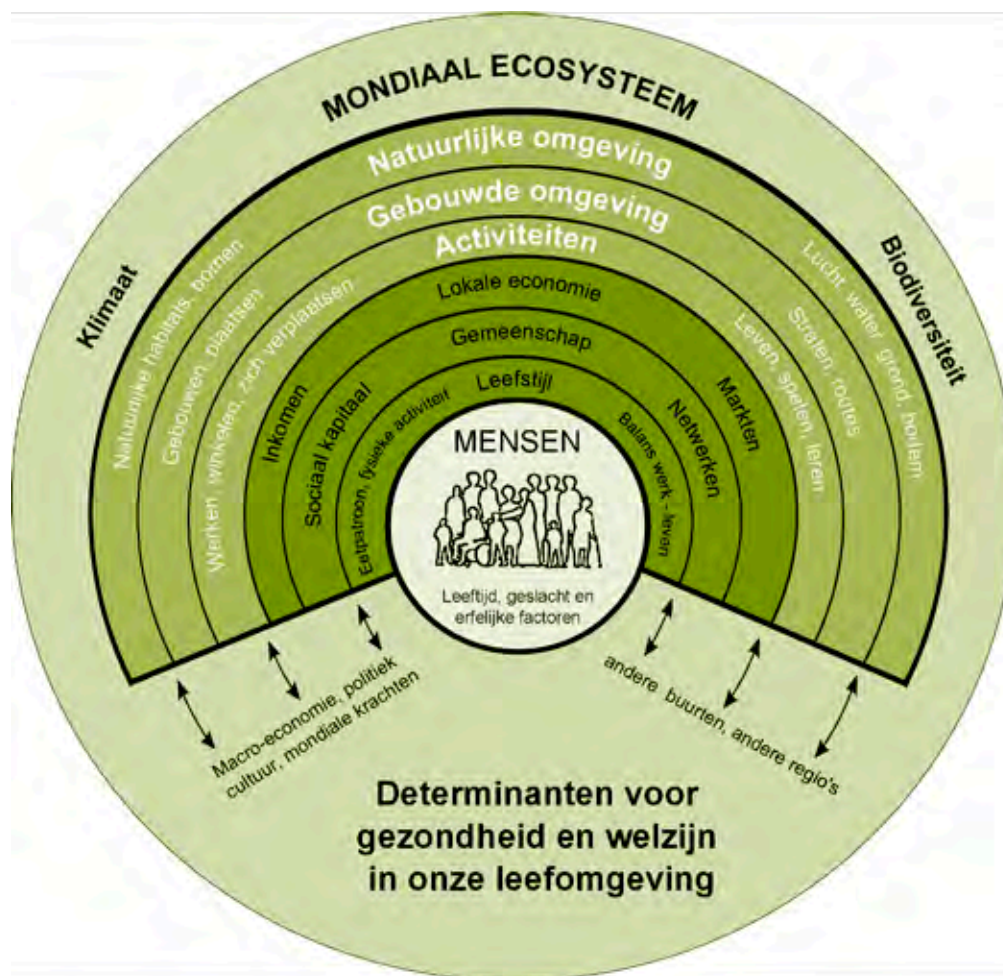 MONDIAAL ECOSYSTEEM
Klimaat
Biodiversiteit
Natuurlijke omgeving
Natuurlijke habitats, bomen
Lucht, water, grond, bodem
Gebouwde omgeving
Gebouwen, plaatsen
Straten, routes
Activiteiten
Werken, winkelen, zich verplaatsen
Leven, spelen, leren
Lokale economie
Inkomen
Markten
Gemeenschap
Sociaal kapitaal
Netwerken
Leefstijl
Eetpatroon, fysieke activiteit
Balans werk - leven
MENSEN
Leeftijd, geslacht en
erfelijke factoren
Macro-economie, politiek
cultuur, mondiale krachten
andere buurten, andere regio's
Determinanten voor
gezondheid en welzijn
in onze leefomgeving